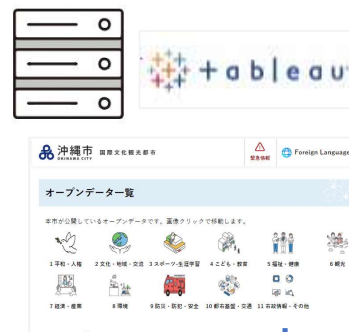 + a b | e a u
沖縄市 国際文化観光都市
OKINAWA CITY
緊急情報
Foreign Language
オープンデータ一覧
本市が公開しているオープンデータです。画像クリックで移動します。
1 平和・人権 2 文化・地域・交流 3 スポーツ・生涯学習 4 こども・教育 5 福祉・健康 6 観光
7 経済・産業 8 環境 9 防災・防犯・安全 10 都市基盤・交通 11 市政情報・その他